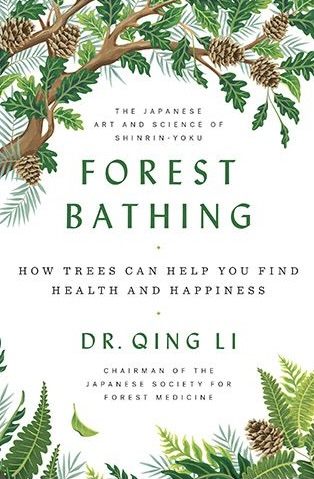 THE JAPANESE
ART AND SCIENCE OF
SHINRIN-YOKU
FOREST
BATHING
HOW TREES CAN HELP YOU FIND
HEALTH AND HAPPINESS
DR. QING LI
CHAIRMAN OF THE
JAPANESE SOCIETY FOR
FOREST MEDICINE